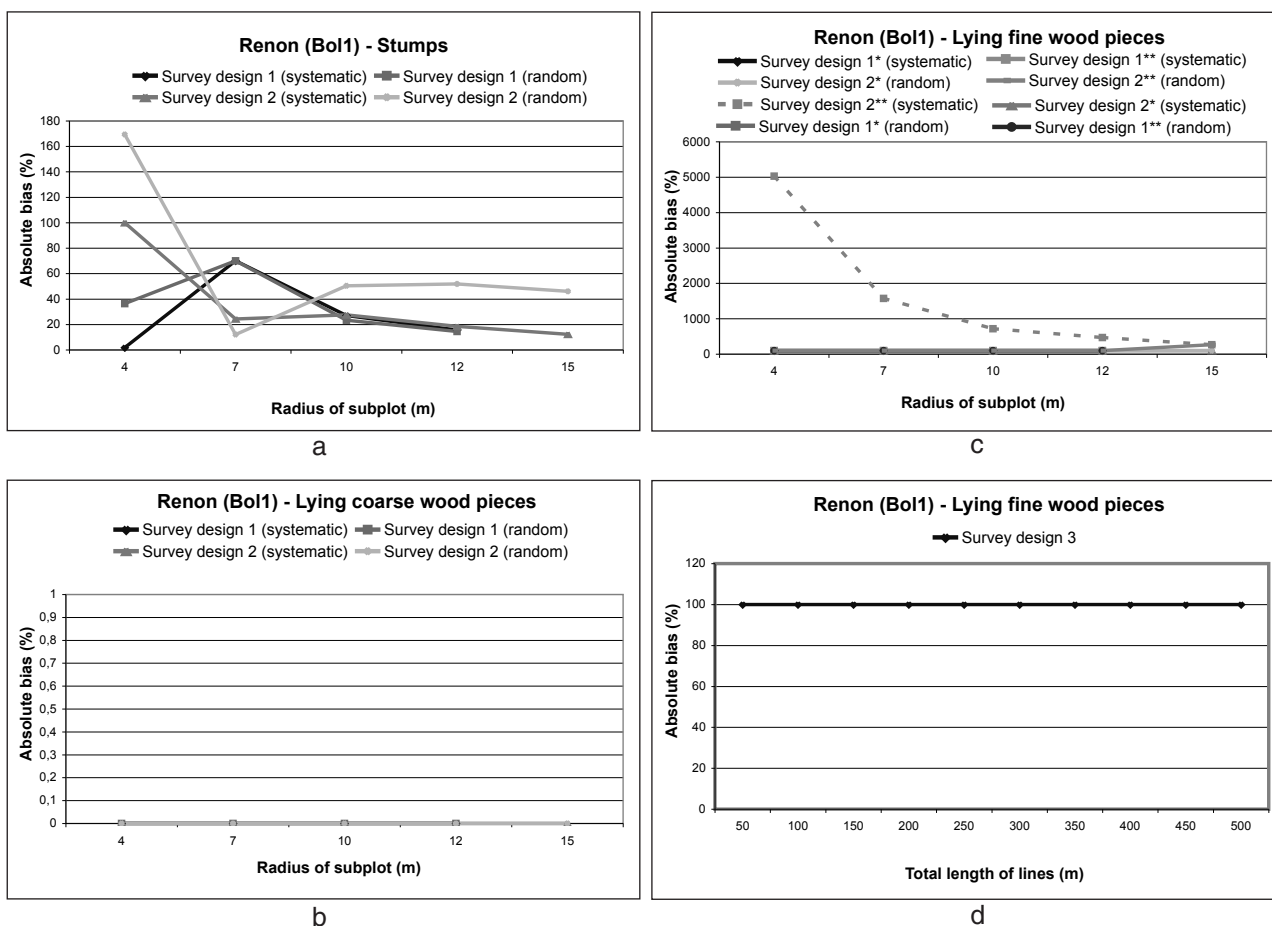 Renon (Bol1) - Stumps
Survey design 1 (systematic) Survey design 1 (random)
Survey design 2 (systematic) Survey design 2 (random)
Absolute bias (%)
180
160
140
120
100
80
60
40
20
0
4 7 10 12 15
Radius of subplot (m)
a
Renon (Bol1) - Lying fine wood pieces
Survey design 1* (systematic) Survey design 1** (systematic)
Survey design 2* (random) Survey design 2** (random)
Survey design 2** (systematic) Survey design 2* (systematic)
Survey design 1* (random) Survey design 1** (random)
Absolute bias (%)
6000
5000
4000
3000
2000
1000
0
4 7 10 12 15
Radius of subplot (m)
c
Renon (Bol1) - Lying coarse wood pieces
Survey design 1 (systematic) Survey design 1 (random)
Survey design 2 (systematic) Survey design 2 (random)
Absolute bias (%)
1
0,9
0,8
0,7
0,6
0,5
0,4
0,3
0,2
0,1
0
4 7 10 12 15
Radius of subplot (m)
b
Renon (Bol1) - Lying fine wood pieces
Survey design 3
Absolute bias (%)
120
100
80
60
40
20
0
50 100 150 200 250 300 350 400 450 500
Total length of lines (m)
d